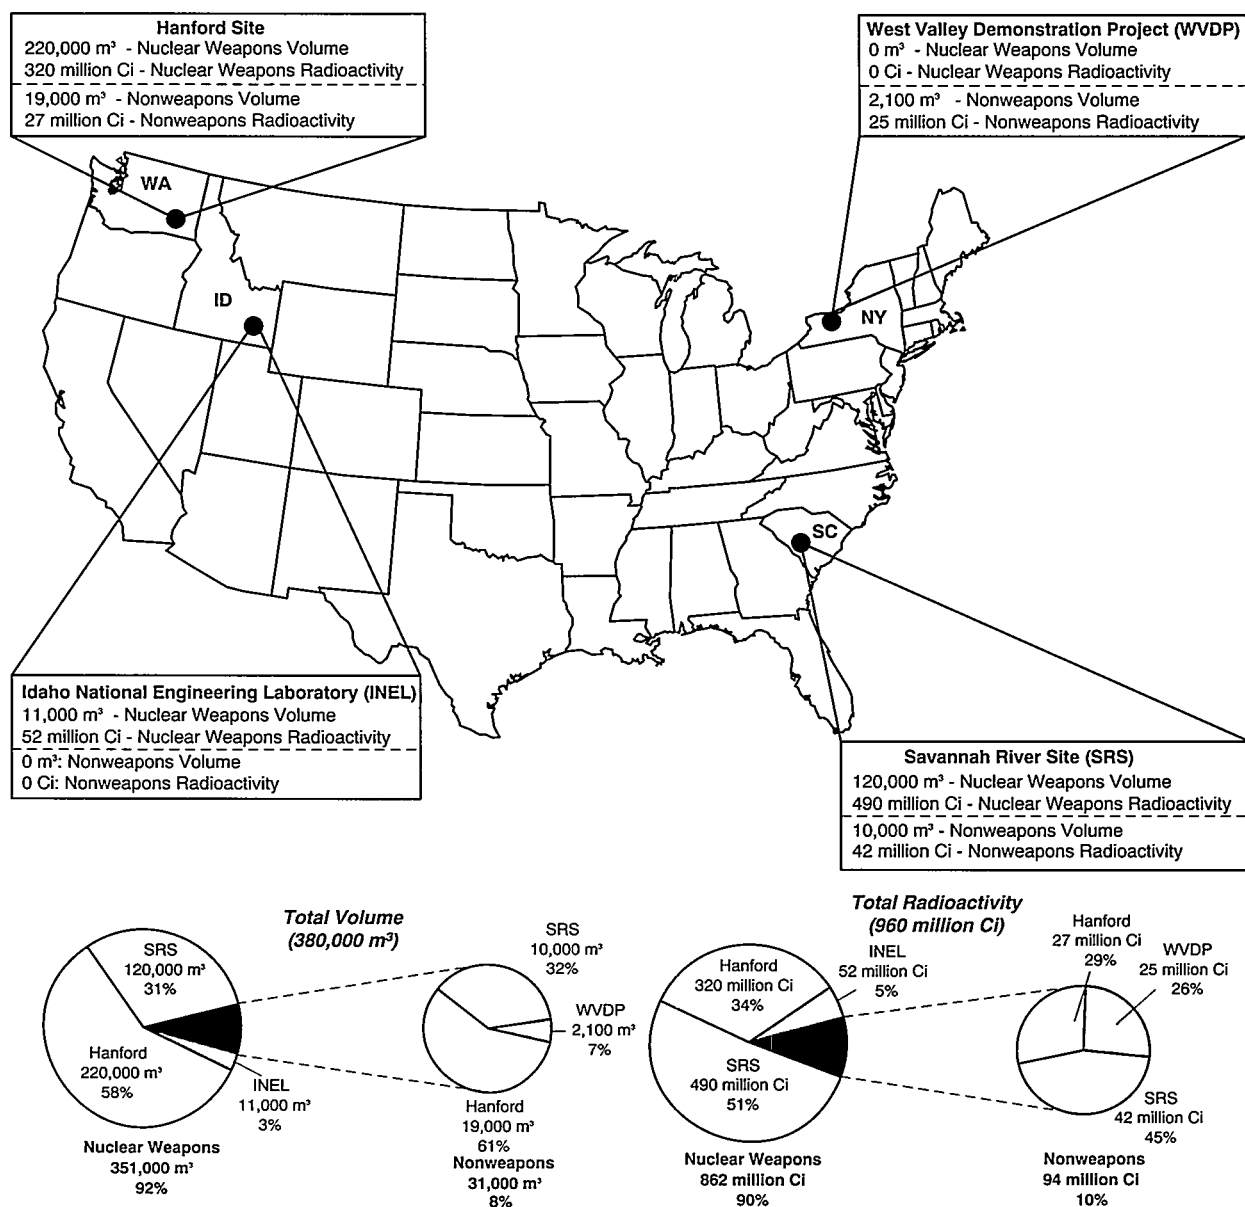 Hanford Site
220,000 m³ - Nuclear Weapons Volume
320 million Ci - Nuclear Weapons Radioactivity
19,000 m³ - Nonweapons Volume
27 million Ci - Nonweapons Radioactivity
West Valley Demonstration Project (WVDP)
0 m³ - Nuclear Weapons Volume
0 Ci - Nuclear Weapons Radioactivity
2,100 m³ - Nonweapons Volume
25 million Ci - Nonweapons Radioactivity
WA
ID
NY
SC
Idaho National Engineering Laboratory (INEL)
11,000 m³ - Nuclear Weapons Volume
52 million Ci - Nuclear Weapons Radioactivity
0 m³: Nonweapons Volume
0 Ci: Nonweapons Radioactivity
Savannah River Site (SRS)
120,000 m³ - Nuclear Weapons Volume
490 million Ci - Nuclear Weapons Radioactivity
10,000 m³ - Nonweapons Volume
42 million Ci - Nonweapons Radioactivity
Total Volume
(380,000 m³)
SRS
120,000 m³
31%
Hanford
220,000 m³
58%
INEL
11,000 m³
3%
Nuclear Weapons
351,000 m³
92%
SRS
10,000 m³
32%
WVDP
2,100 m³
7%
Hanford
19,000 m³
61%
Nonweapons
31,000 m³
8%
Total Radioactivity
(960 million Ci)
Hanford
320 million Ci
34%
INEL
52 million Ci
5%
SRS
490 million Ci
51%
Nuclear Weapons
862 million Ci
90%
Hanford
27 million Ci
29%
WVDP
25 million Ci
26%
SRS
42 million Ci
45%
Nonweapons
94 million Ci
10%